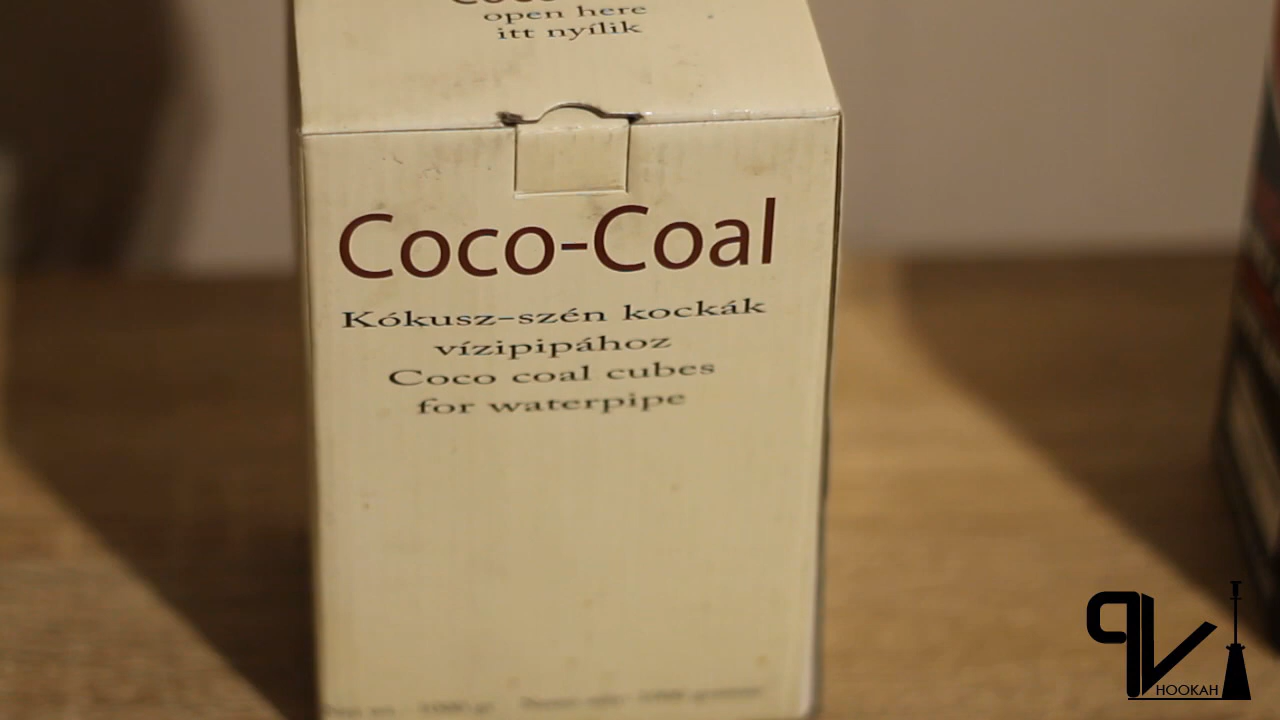 open here
itt nyílik
Coco-Coal
Kókusz-szén kockák
vízipipához
Coco coal cubes
for waterpipe
HOOKAH